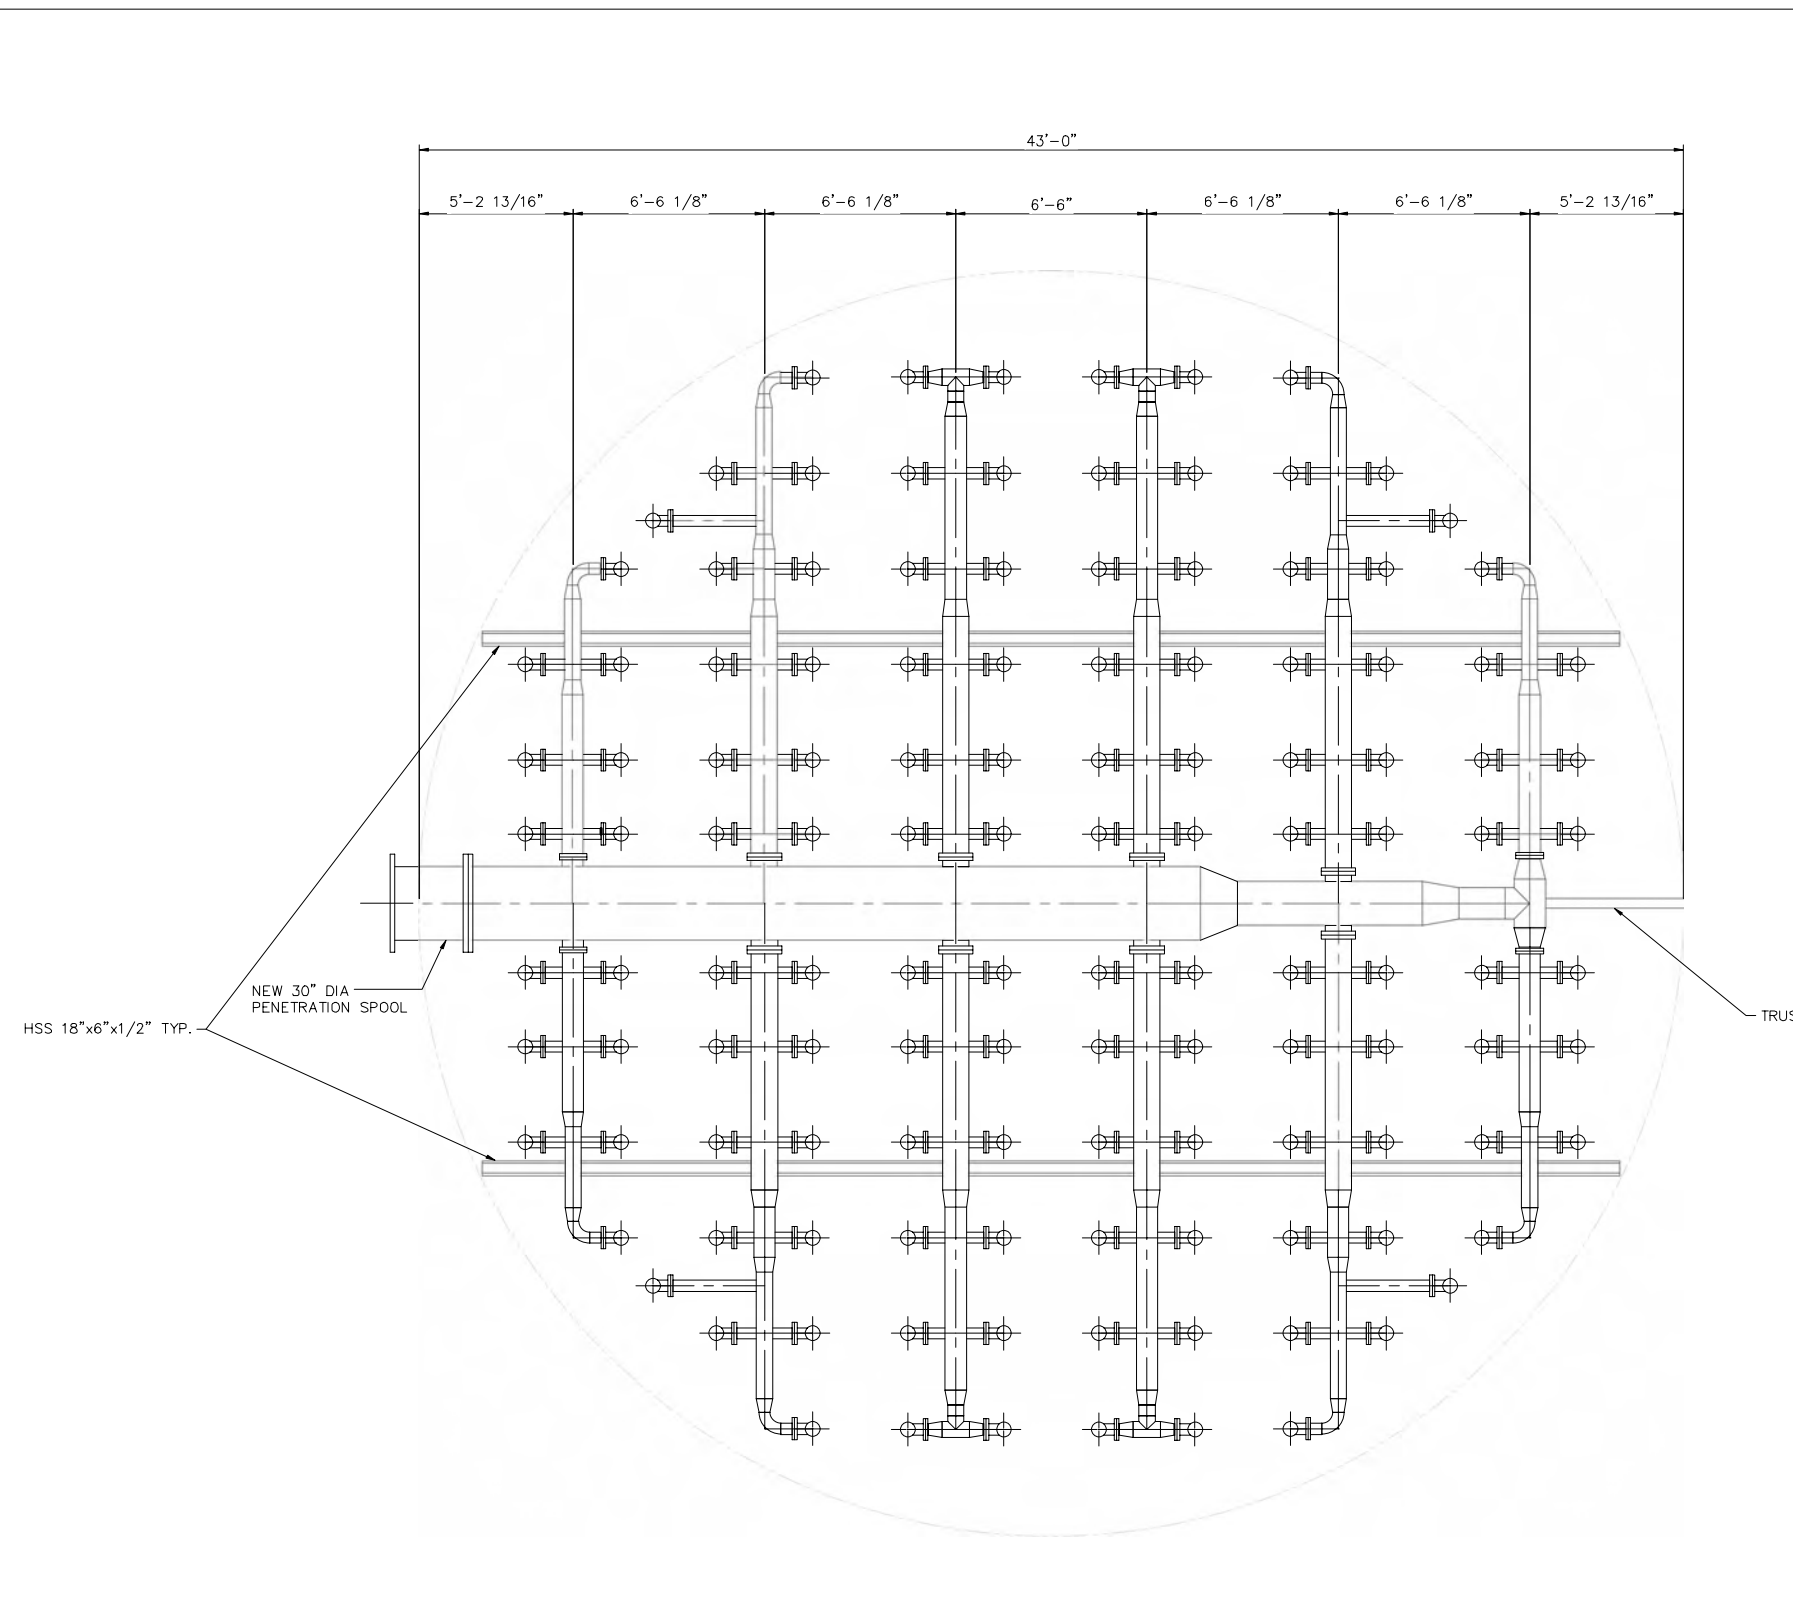 43'-0"
5'-2 13/16" 6'-6 1/8" 6'-6 1/8" 6'-6" 6'-6 1/8" 6'-6 1/8" 5'-2 13/16"
NEW 30" DIA
PENETRATION SPOOL
HSS 18"x6"x1/2" TYP.
TRUS